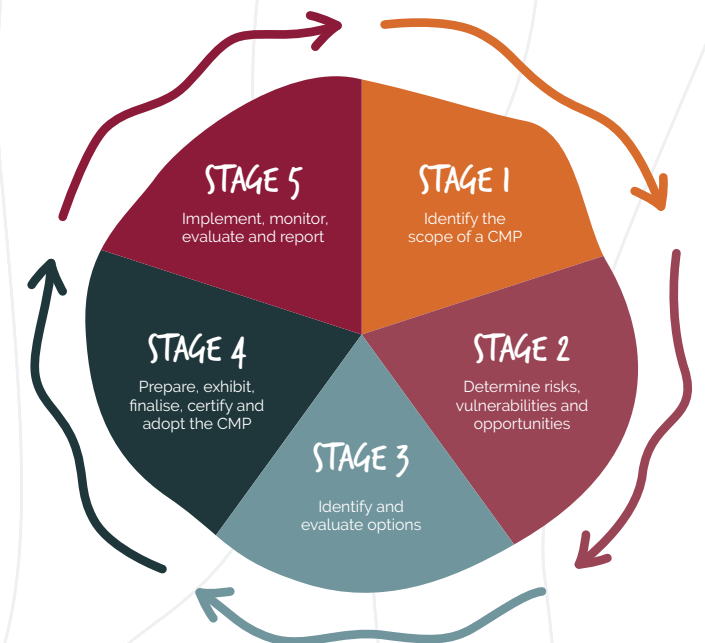 STAGE 1
Identify the
scope of a CMP
STAGE 2
Determine risks,
vulnerabilities and
opportunities
STAGE 3
Identify and
evaluate options
STAGE 4
Prepare, exhibit,
finalise, certify and
adopt the CMP
STAGE 5
Implement, monitor,
evaluate and report